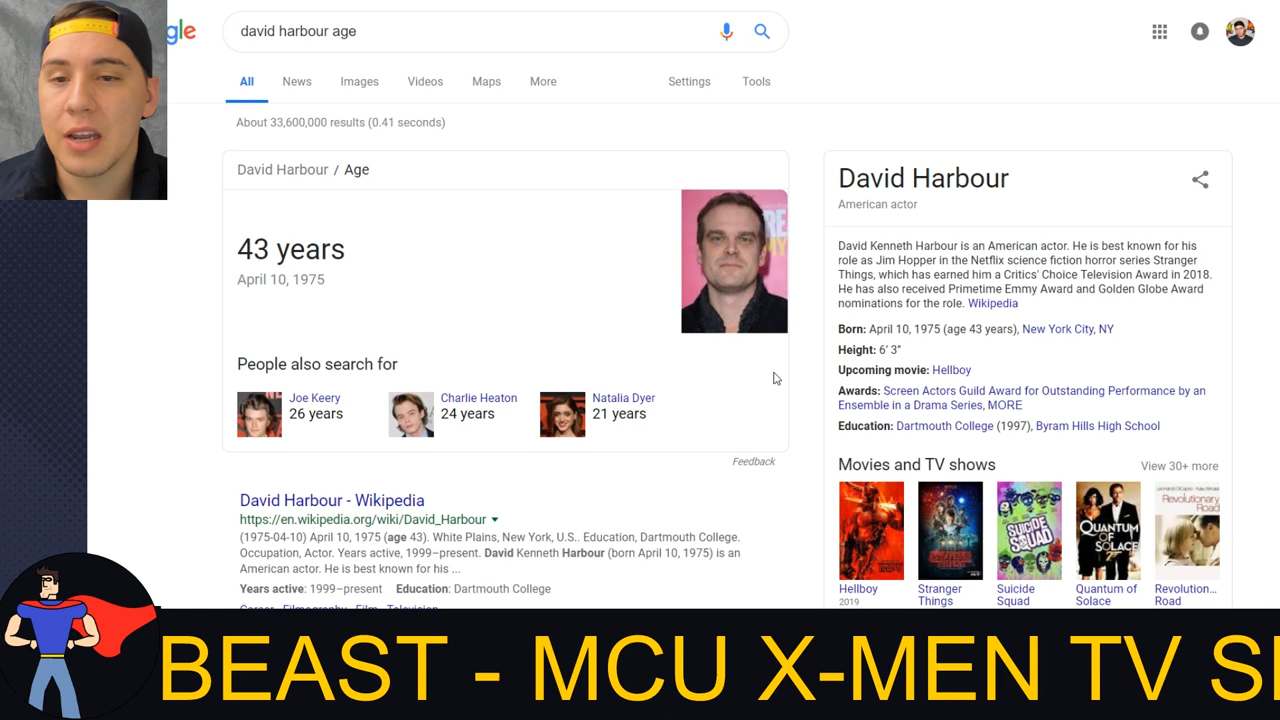 gle
david harbour age
All
News
Images
Videos
Maps
More
Settings
Tools
About 33,600,000 results (0.41 seconds)
David Harbour / Age
43 years
April 10, 1975
People also search for
Joe Keery
26 years
Charlie Heaton
24 years
Natalia Dyer
21 years
Feedback
David Harbour - Wikipedia
https://en.wikipedia.org/wiki/David_Harbour
(1975-04-10) April 10, 1975 (age 43). White Plains, New York, U.S.. Education, Dartmouth College.
Occupation, Actor. Years active, 1999–present. David Kenneth Harbour (born April 10, 1975) is an
American actor. He is best known for his ...
Years active: 1999–present Education: Dartmouth College
Career · Filmography · Film · Television
David Harbour
American actor
David Kenneth Harbour is an American actor. He is best known for his
role as Jim Hopper in the Netflix science fiction horror series Stranger
Things, which has earned him a Critics' Choice Television Award in 2018.
He has also received Primetime Emmy Award and Golden Globe Award
nominations for the role. Wikipedia
Born: April 10, 1975 (age 43 years), New York City, NY
Height: 6′ 3″
Upcoming movie: Hellboy
Awards: Screen Actors Guild Award for Outstanding Performance by an
Ensemble in a Drama Series, MORE
Education: Dartmouth College (1997), Byram Hills High School
Movies and TV shows
View 30+ more
SUICIDE
SQUAD
QUANTUM
OF SOLACE
Revolutionary
Road
Hellboy
2019
Stranger
Things
Suicide
Squad
Quantum of
Solace
Revolution...
Road
BEAST - MCU X-MEN TV S